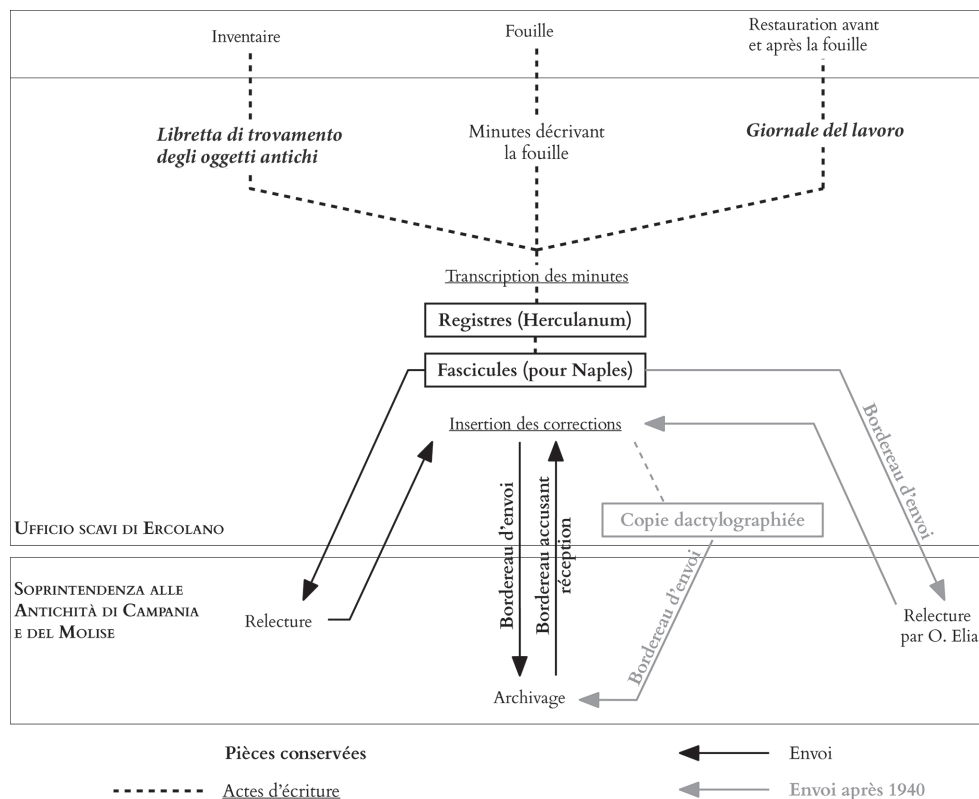 Inventaire
Fouille
Restauration avant
et après la fouille
Libretta di trovamento
degli oggetti antichi
Minutes décrivant
la fouille
Giornale del lavoro
Transcription des minutes
Registres (Herculanum)
Fascicules (pour Naples)
Insertion des corrections
Bordereau d'envoi
Bordereau accusant
réception
Copie dactylographiée
Bordereau d'envoi
Bordereau d'envoi
Ufficio scavi di Ercolano
Soprintendenza alle
Antichità di Campania
e del Molise
Relecture
Relecture
par O. Elia
Archivage
Pièces conservées
Envoi
Actes d'écriture
Envoi après 1940